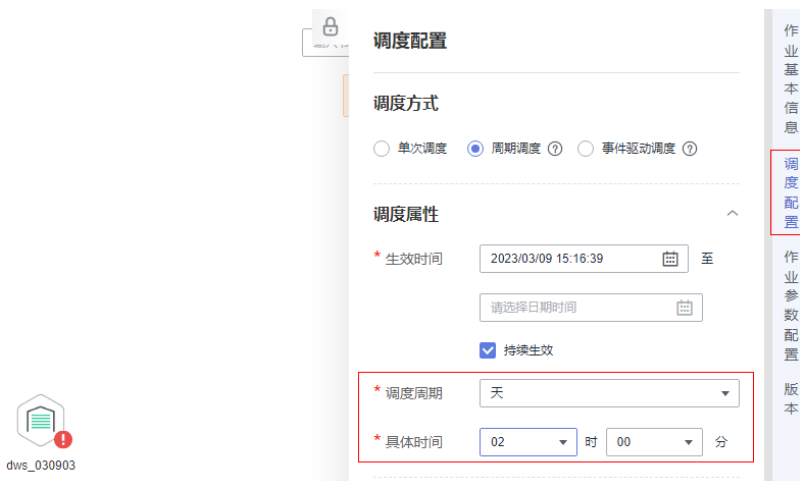 调度配置
调度方式
单次调度 周期调度 事件驱动调度
调度属性
* 生效时间 2023/03/09 15:16:39 至
请选择日期时间
持续生效
* 调度周期 天
* 具体时间 02 时 00 分
dws_030903
作业基本信息
调度配置
作业参数配置
版本